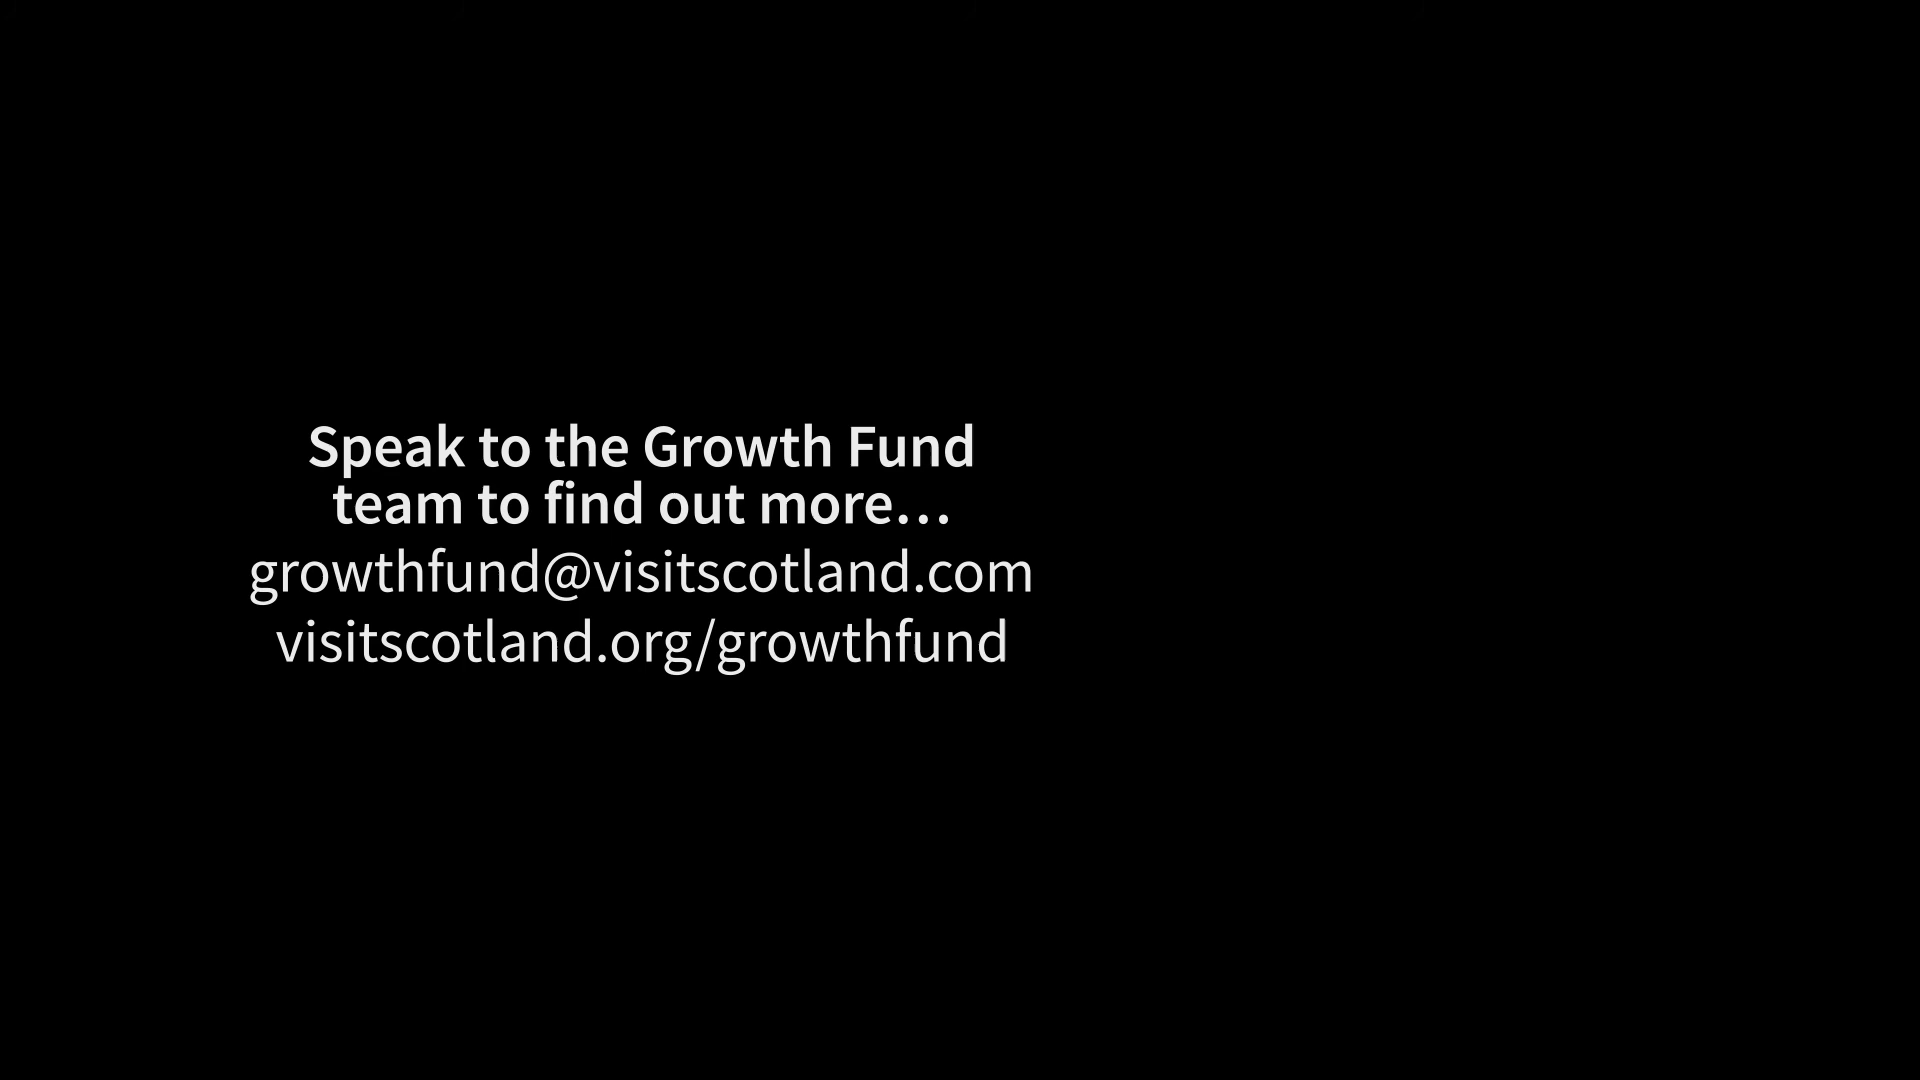 Speak to the Growth Fund
team to find out more…
growthfund@visitscotland.com
visitscotland.org/growthfund